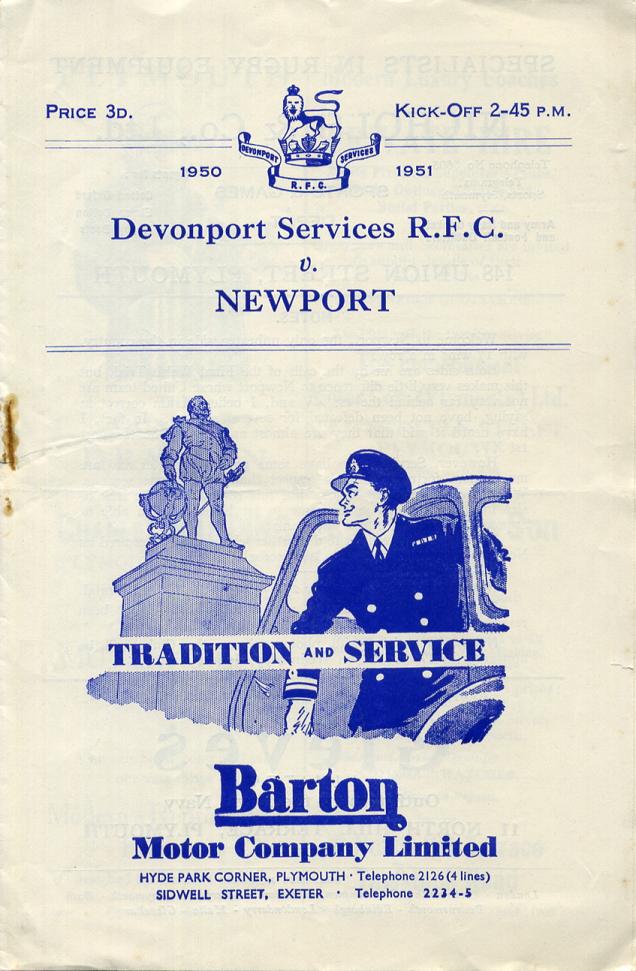 PRICE 3D.
KICK-OFF 2-45 P.M.
DEVONPORT SERVICES
R.F.C.
1950 1951
Devonport Services R.F.C.
v.
NEWPORT
TRADITION AND SERVICE
Barton
Motor Company Limited
HYDE PARK CORNER, PLYMOUTH · Telephone 2126 (4 lines)
SIDWELL STREET, EXETER · Telephone 2234-5